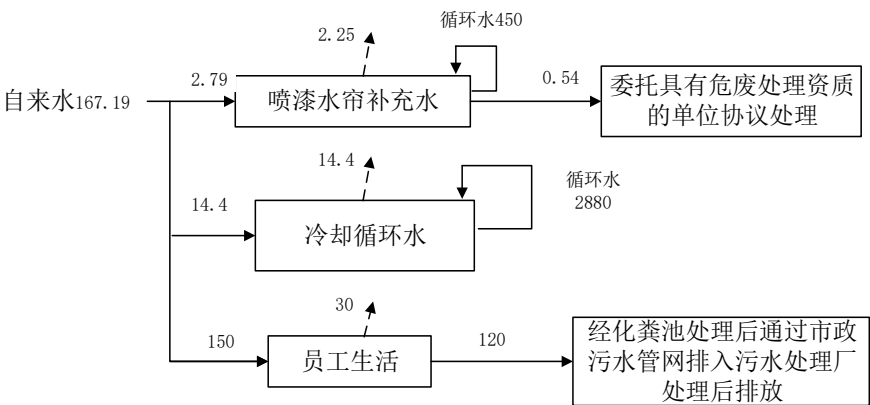 循环水450
2.25
2.79
0.54
自来水167.19
喷漆水帘补充水
委托具有危废处理资质
的单位协议处理
14.4
循环水
2880
14.4
冷却循环水
30
150
120
员工生活
经化粪池处理后通过市政
污水管网排入污水处理厂
处理后排放